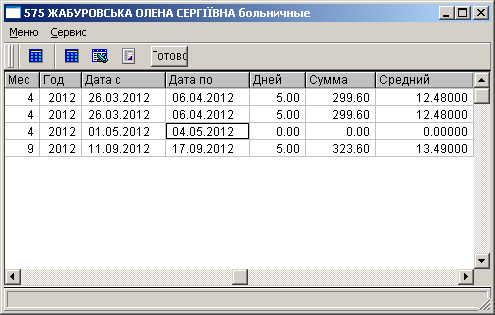 575 ЖАБУРОВСЬКА ОЛЕНА СЕРГІЇВНА больничные
Меню Сервис
Готово
Мес Год Дата с Дата по Дней Сумма Средний
4 2012 26.03.2012 06.04.2012 5.00 299.60 12.48000
4 2012 26.03.2012 06.04.2012 5.00 299.60 12.48000
4 2012 01.05.2012 04.05.2012 0.00 0.00 0.00000
9 2012 11.09.2012 17.09.2012 5.00 323.60 13.49000